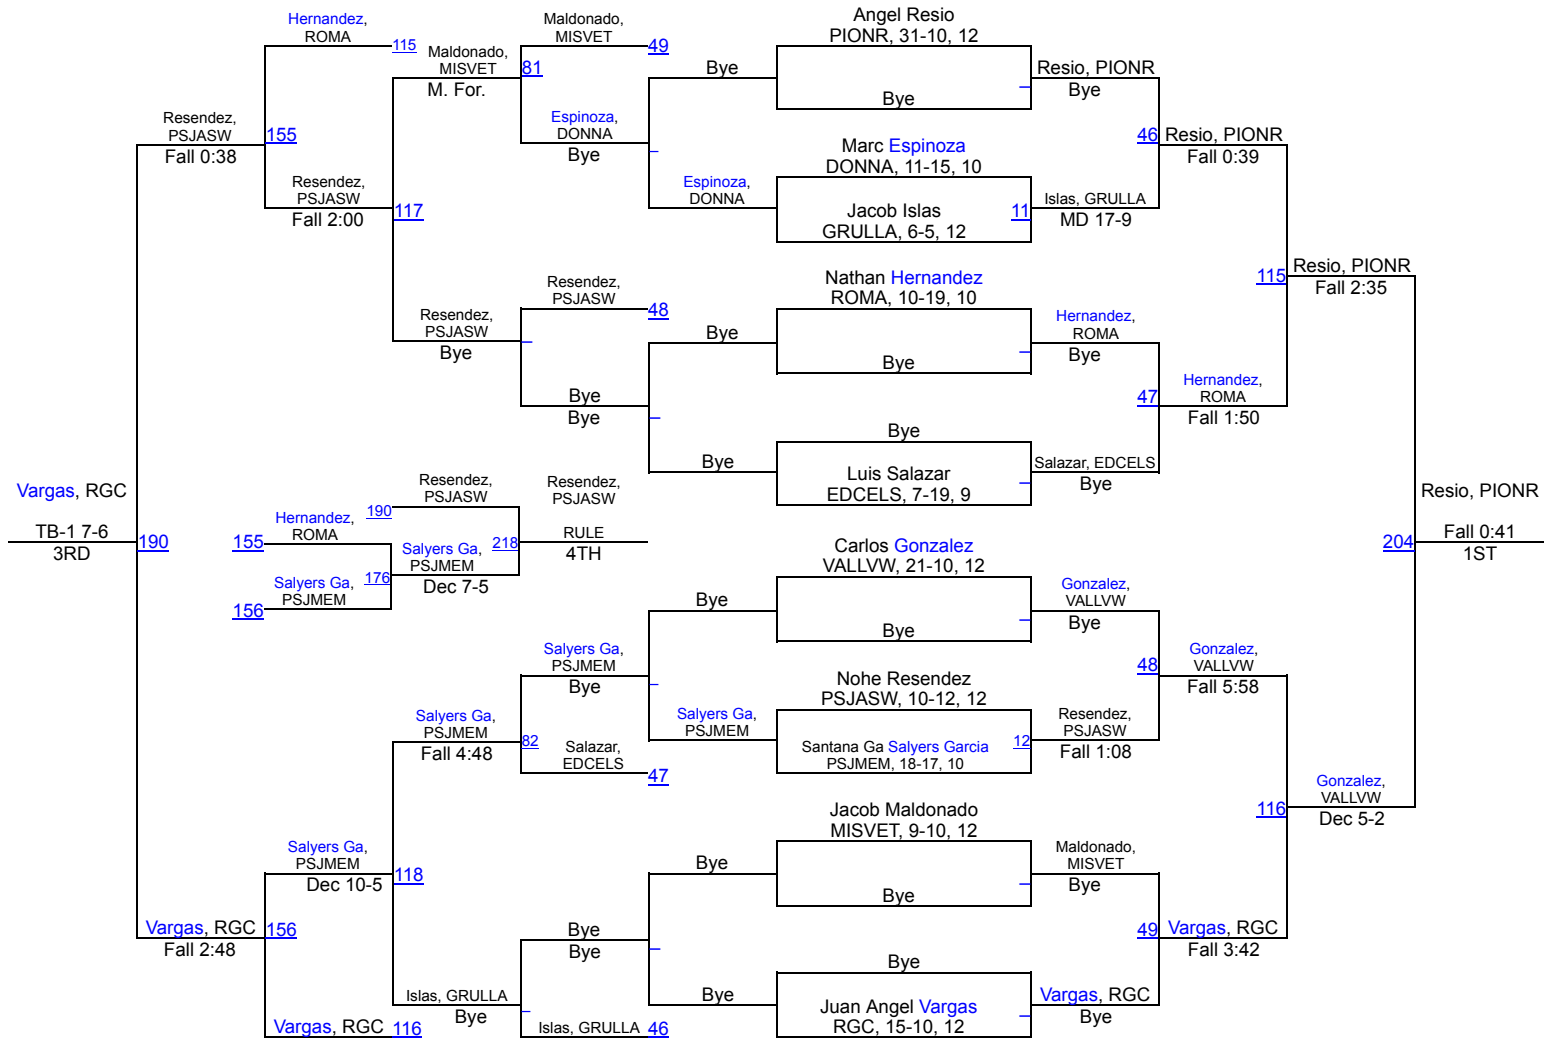 Hernandez,
ROMA
115
Maldonado,
MISVET
M. For.
Maldonado,
MISVET
49
81
Espinoza,
DONNA
Bye
Bye
Angel Resio
PIONR, 31-10, 12
Bye
Resio, PIONR
Bye
Resendez,
PSJASW
Fall 0:38
155
Resendez,
PSJASW
Fall 2:00
117
Espinoza,
DONNA
Marc Espinoza
DONNA, 11-15, 10
Jacob Islas
GRULLA, 6-5, 12
11
Islas, GRULLA
MD 17-9
46
Resio, PIONR
Fall 0:39
Resendez,
PSJASW
48
Resendez,
PSJASW
Bye
Bye
Bye
Bye
Nathan Hernandez
ROMA, 10-19, 10
Bye
Hernandez,
ROMA
Bye
115
Resio, PIONR
Fall 2:35
47
Hernandez,
ROMA
Fall 1:50
Bye
Bye
Luis Salazar
EDCELS, 7-19, 9
Salazar, EDCELS
Bye
Vargas, RGC
TB-1 7-6
3RD
190
Resendez,
PSJASW
190
Hernandez,
ROMA
155
Salyers Ga,
PSJMEM
156
176
Salyers Ga,
PSJMEM
Dec 7-5
218
Resendez,
PSJASW
RULE
4TH
Resio, PIONR
204
Fall 0:41
1ST
Bye
Carlos Gonzalez
VALLVW, 21-10, 12
Bye
Gonzalez,
VALLVW
Bye
Salyers Ga,
PSJMEM
Bye
Salyers Ga,
PSJMEM
Nohe Resendez
PSJASW, 10-12, 12
Santana Ga Salyers Garcia
PSJMEM, 18-17, 10
12
Resendez,
PSJASW
Fall 1:08
48
Gonzalez,
VALLVW
Fall 5:58
Salyers Ga,
PSJMEM
Fall 4:48
82
Salazar,
EDCELS
47
116
Gonzalez,
VALLVW
Dec 5-2
Salyers Ga,
PSJMEM
Dec 10-5
118
Bye
Jacob Maldonado
MISVET, 9-10, 12
Bye
Maldonado,
MISVET
Bye
Vargas, RGC
Fall 2:48
156
Bye
Bye
49
Vargas, RGC
Fall 3:42
Islas, GRULLA
Bye
Bye
Bye
Juan Angel Vargas
RGC, 15-10, 12
Vargas, RGC
Bye
Vargas, RGC
116
Islas, GRULLA
46